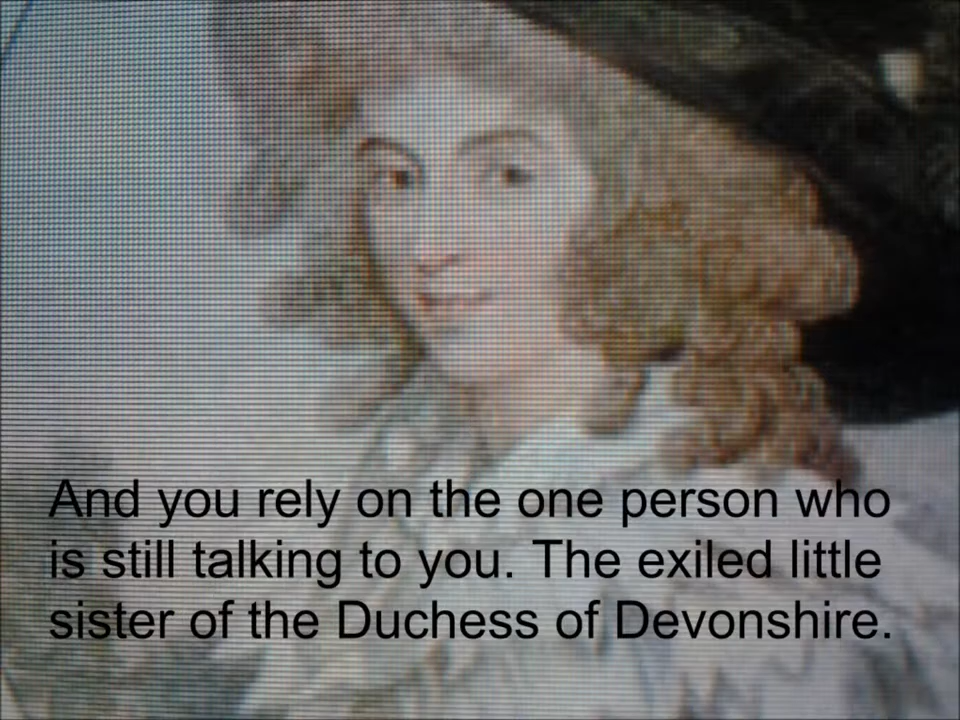 And you rely on the one person who
is still talking to you. The exiled little
sister of the Duchess of Devonshire.